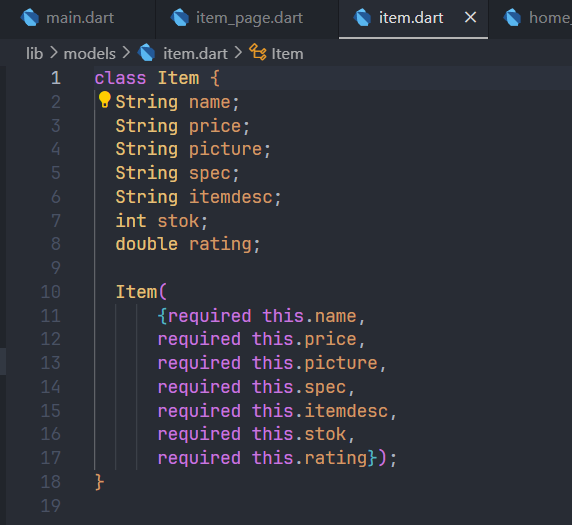 main.dart item_page.dart item.dart home_
lib > models > item.dart > Item
1 class Item {
2 String name;
3 String price;
4 String picture;
5 String spec;
6 String itemdesc;
7 int stok;
8 double rating;
9
10 Item(
11 {required this.name,
12 required this.price,
13 required this.picture,
14 required this.spec,
15 required this.itemdesc,
16 required this.stok,
17 required this.rating});
18 }
19